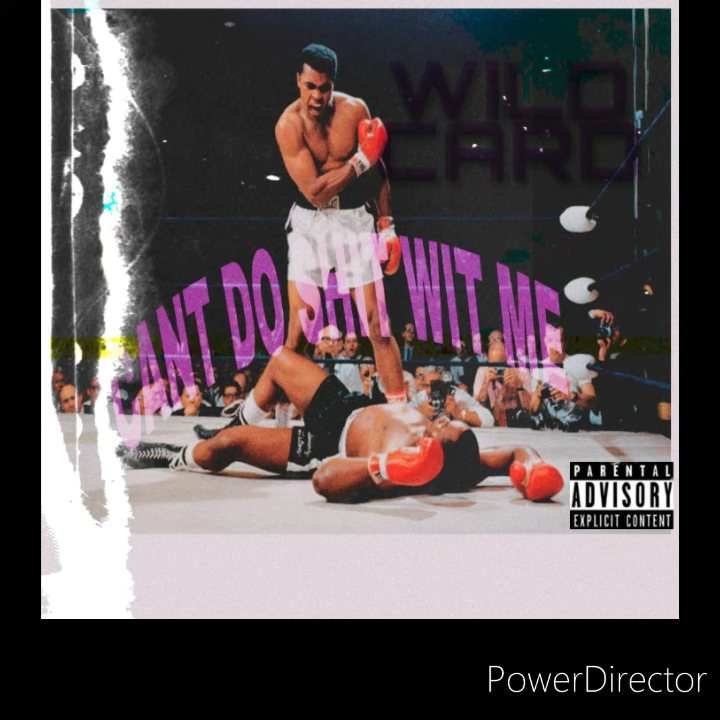 WILD
CARD
CANT DO SHIT WIT ME
PARENTAL
ADVISORY
EXPLICIT CONTENT
PowerDirector